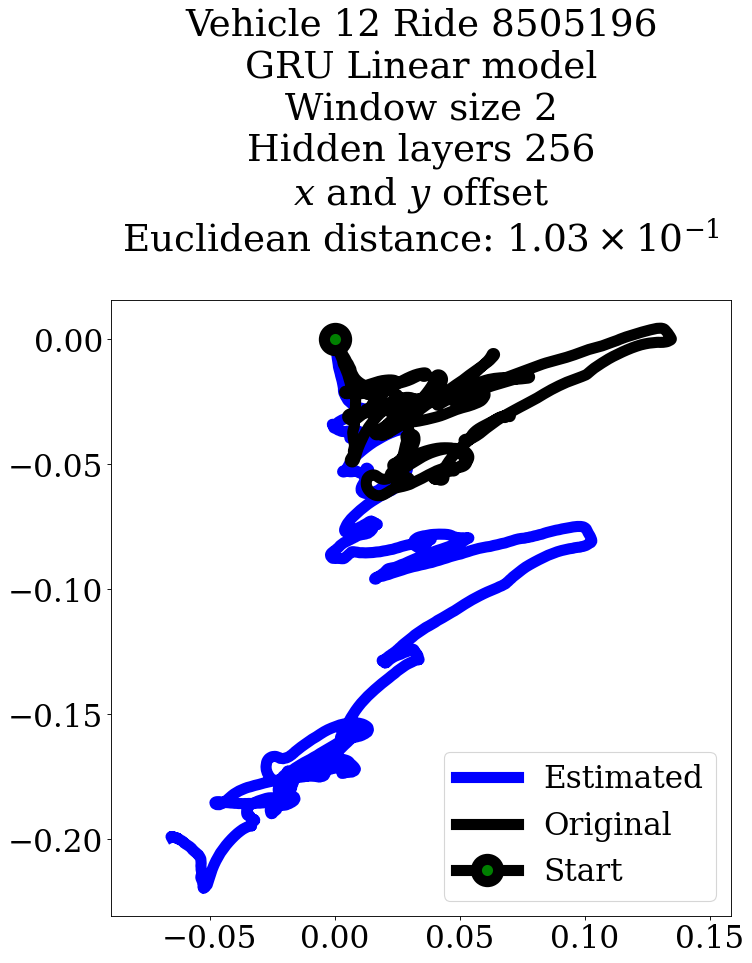 Vehicle 12 Ride 8505196
GRU Linear model
Window size 2
Hidden layers 256
x and y offset
Euclidean distance: 1.03 × 10⁻¹
0.00
−0.05
−0.10
−0.15
−0.20
Estimated
Original
Start
−0.05 0.00 0.05 0.10 0.15